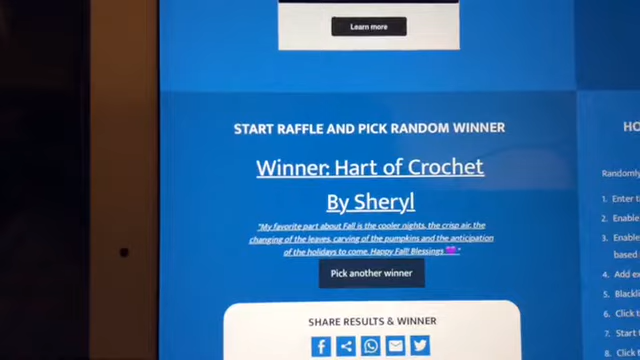 Learn more
START RAFFLE AND PICK RANDOM WINNER
Winner: Hart of Crochet
By Sheryl
"My favorite part about Fall is the cooler nights, the crisp air, the
changing of the leaves, carving of the pumpkins and the anticipation
of the holidays to come. Happy Fall! Blessings 💜"
Pick another winner
SHARE RESULTS & WINNER
HO
Randomly
1. Enter t
2. Enable
3. Enable
based
4. Add ex
5. Blackli
6. Click t
7. Start t
8. Click t